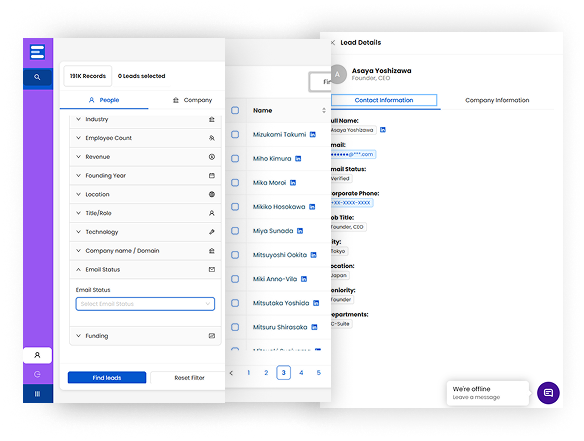 191K Records
0 Leads selected
People
Company
Industry
Employee Count
Revenue
Founding Year
Location
Title/Role
Technology
Company name / Domain
Email Status
Email Status
Select Email Status
Funding
Find leads
Reset Filter
Fin
Name
Mizukami Takumi
Miho Kimura
Mika Moroi
Mikiko Hosokawa
Miya Sunada
Mitsuyoshi Ookita
Miki Anno-Vila
Mitsutoka Yoshida
Mitsuru Shirasaka
1 2 3 4 5
Lead Details
A
Asaya Yoshizawa
Founder, CEO
Contact Information
Company Information
ull Name:
Asaya Yoshizawa
mail:
••••••@***.com
mail Status:
Verified
orporate Phone:
+XX-XXXX-XXXX
ob Title:
Founder, CEO
ity:
Tokyo
ocation:
Japan
eniority:
Founder
epartments:
C-Suite
We're offline
Leave a message